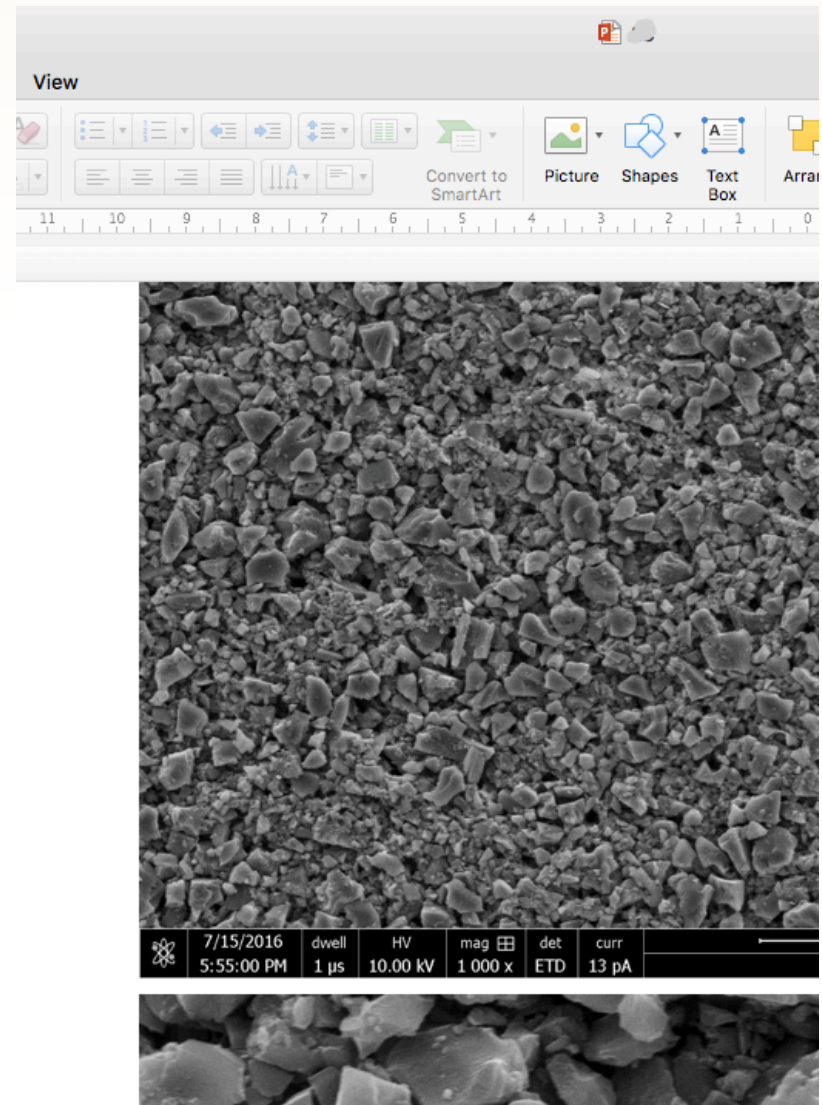 View
Convert to Picture Shapes Text Arran
SmartArt Box
11 10 9 8 7 6 5 4 3 2 1 0
7/15/2016 dwell HV mag det curr
5:55:00 PM 1 µs 10.00 kV 1 000 x ETD 13 pA